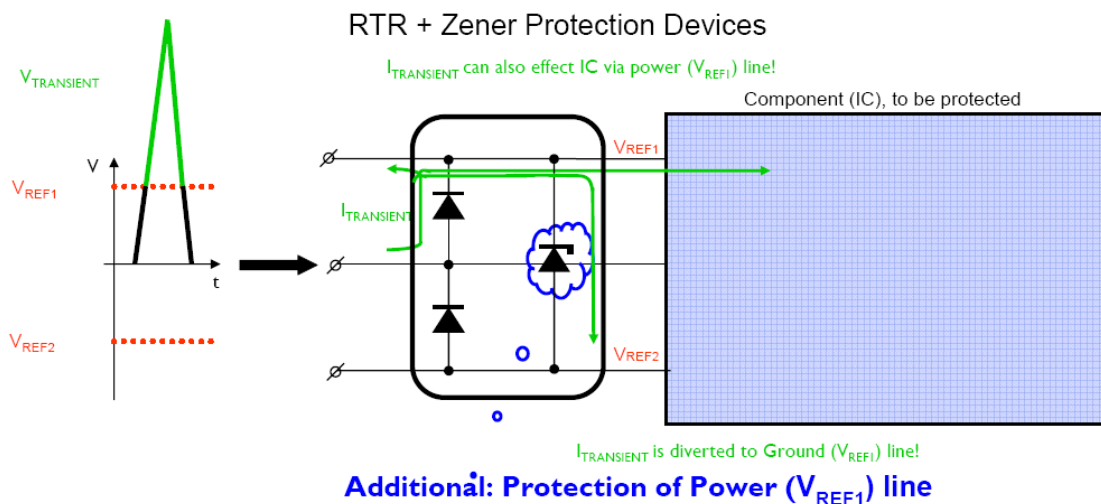 RTR + Zener Protection Devices
ITRANSIENT can also effect IC via power (VREF1) line!
VTRANSIENT
Component (IC), to be protected
V
VREF1
VREF1
ITRANSIENT
t
VREF2
VREF2
ITRANSIENT is diverted to Ground (VREF1) line!
Additional: Protection of Power (VREF1) line